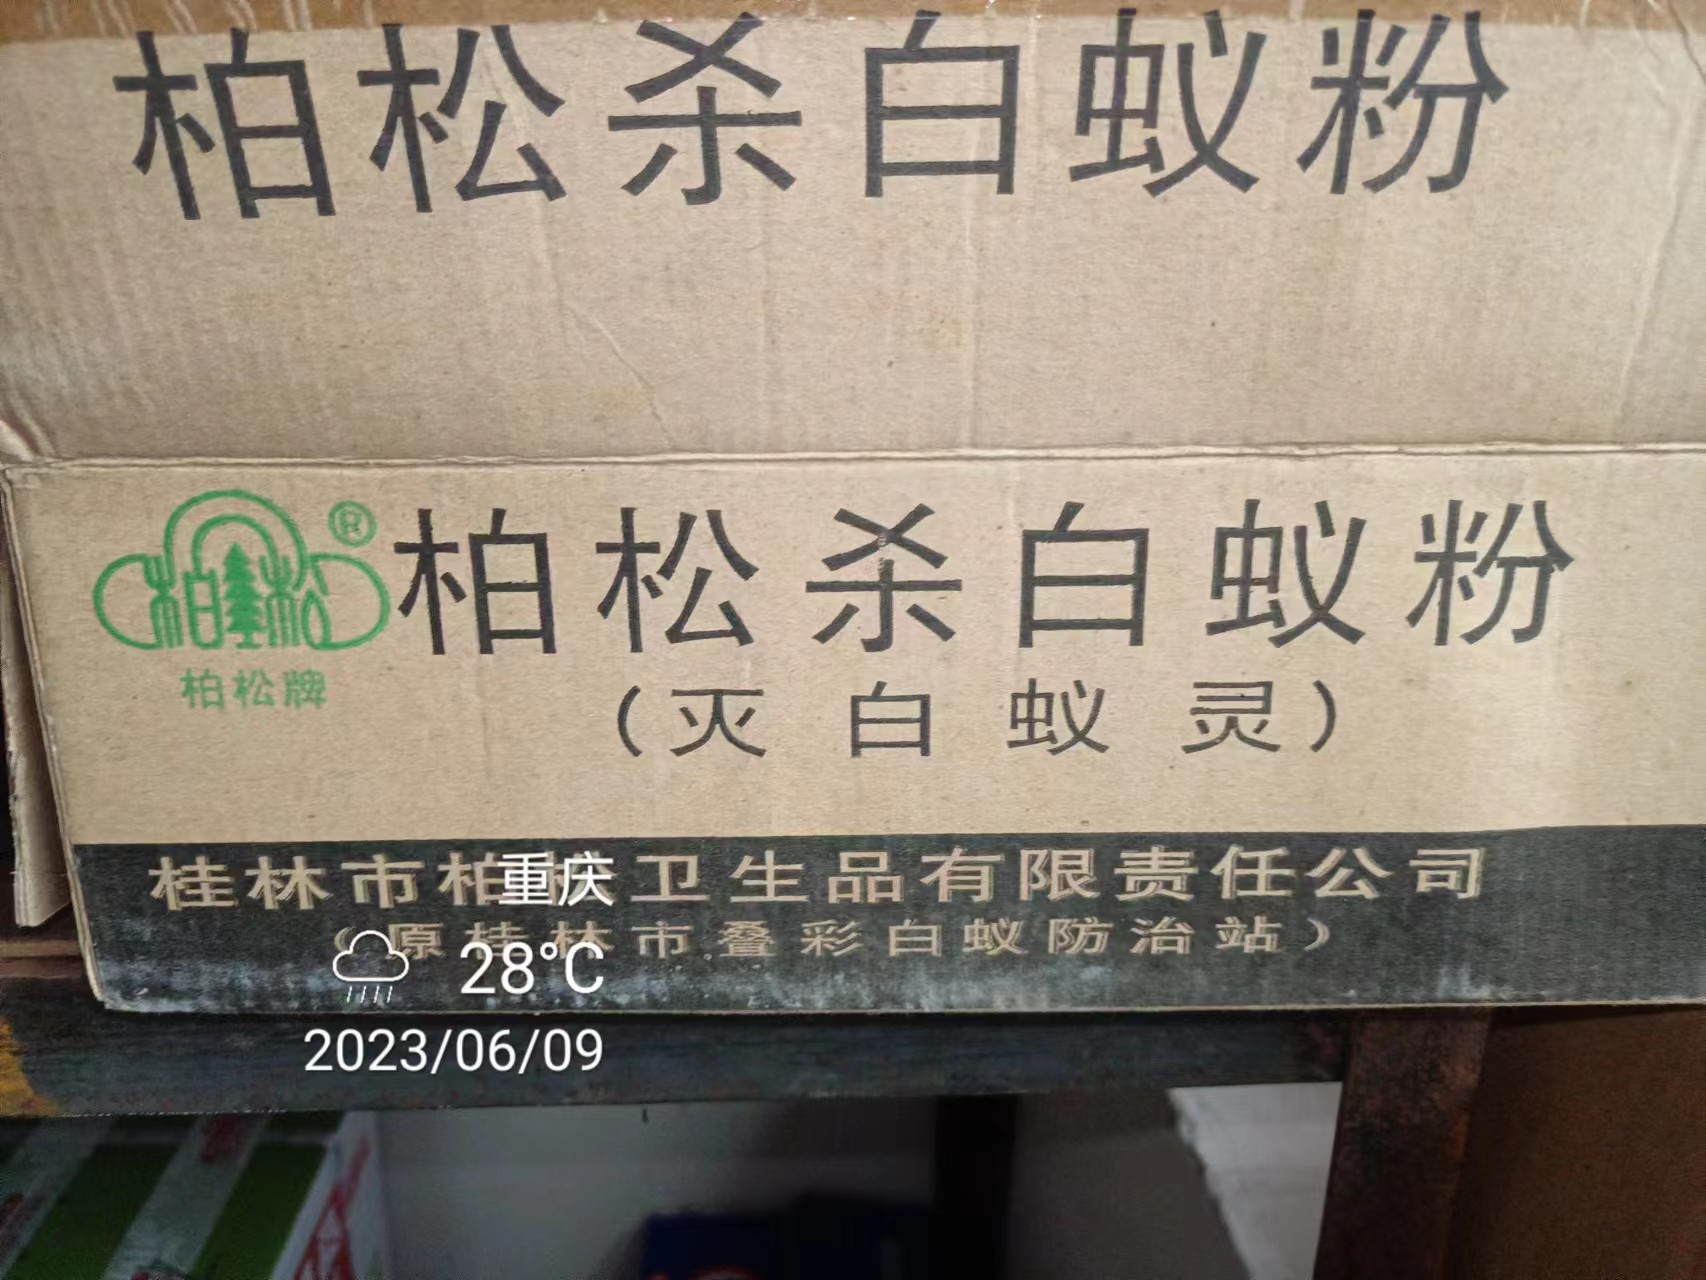 柏松杀白蚁粉
®
柏松
柏松牌
柏松杀白蚁粉
(灭白蚁灵)
桂林市柏 卫生品有限责任公司
(原桂林市叠彩白蚁防治站)
重庆
28°C
2023/06/09